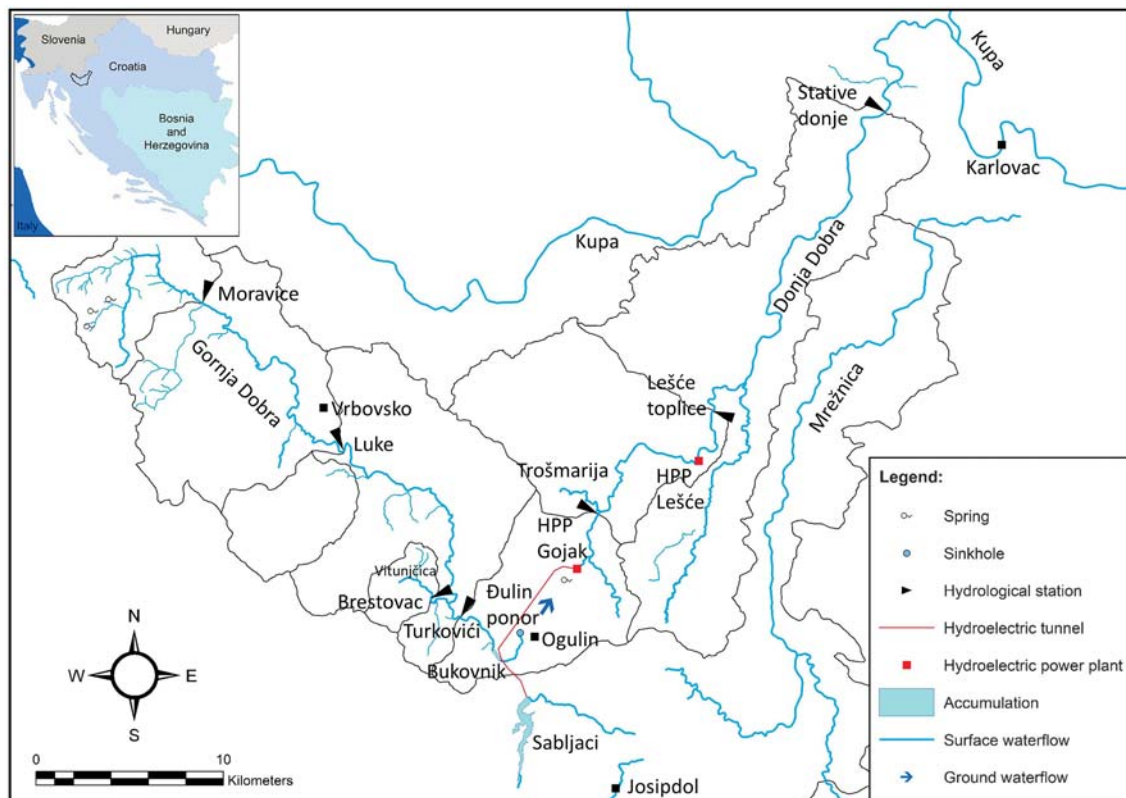 Slovenia
Hungary
Croatia
Bosnia
and
Herzegovina
Italy
Kupa
Stative
donje
Karlovac
Kupa
Donja Dobra
Moravice
Gornja Dobra
Mrežnica
Vrbovsko
Lešće
toplice
Luke
Trošmarija
HPP
Lešće
HPP
Gojak
Vitunjčica
Brestovac
Đulin
ponor
Turkovići
Ogulin
Bukovnik
Sabljaci
Josipdol
N
W
E
S
0
10
Kilometers
Legend:
Spring
Sinkhole
Hydrological station
Hydroelectric tunnel
Hydroelectric power plant
Accumulation
Surface waterflow
Ground waterflow